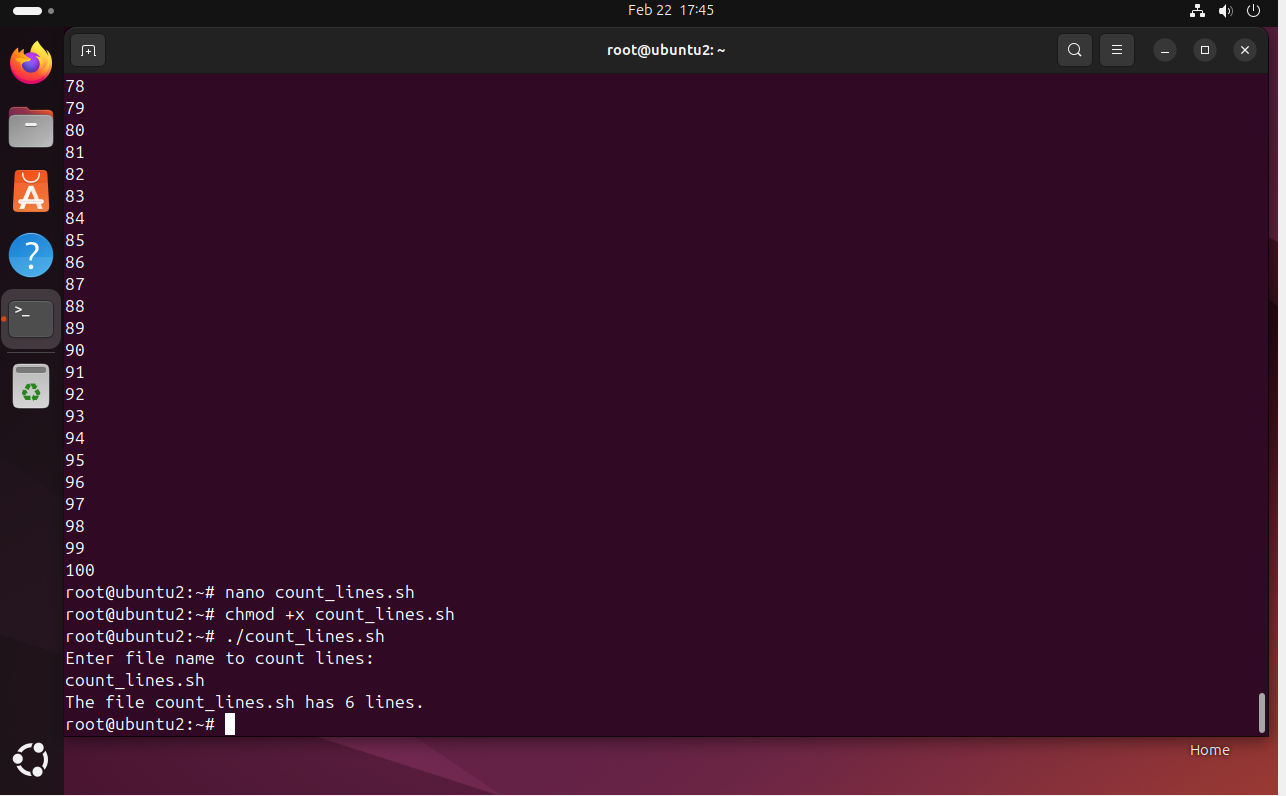 Feb 22 17:45
root@ubuntu2: ~
78
79
80
81
82
83
84
85
86
87
88
89
90
91
92
93
94
95
96
97
98
99
100
root@ubuntu2:~# nano count_lines.sh
root@ubuntu2:~# chmod +x count_lines.sh
root@ubuntu2:~# ./count_lines.sh
Enter file name to count lines:
count_lines.sh
The file count_lines.sh has 6 lines.
root@ubuntu2:~#
Home